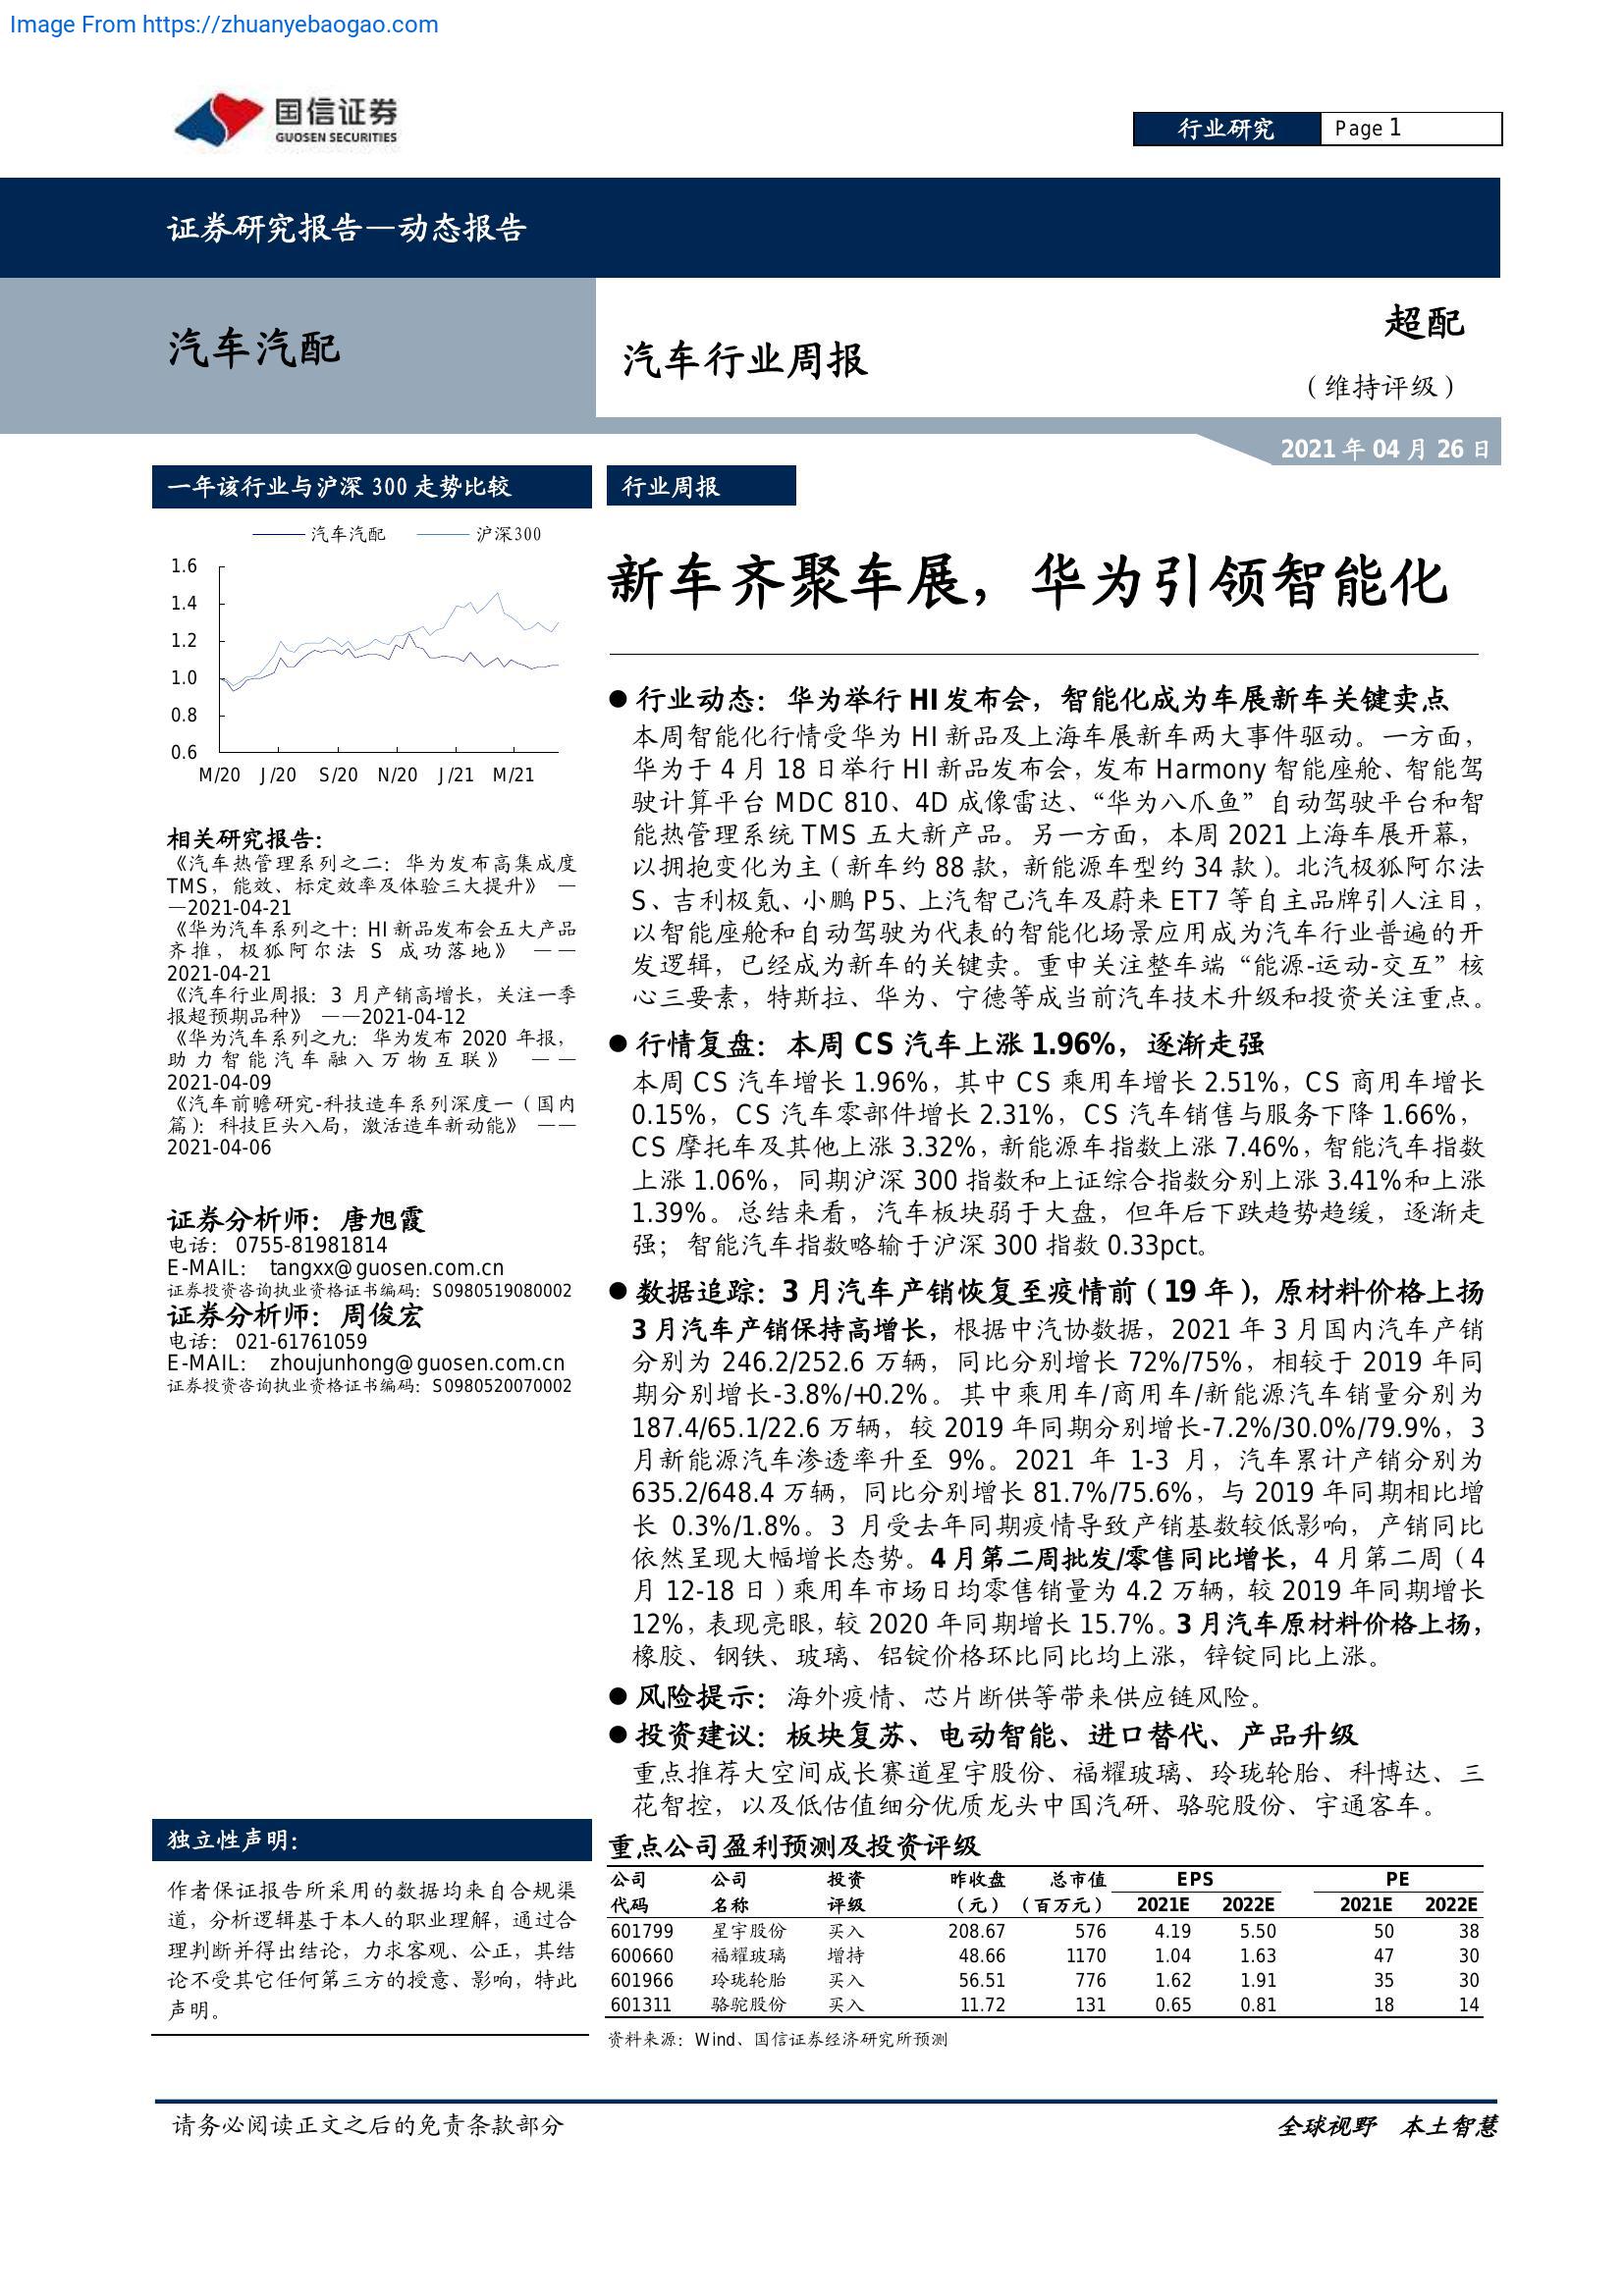 Image From https://zhuanyebaogao.com
国信证券
GUOSEN SECURITIES
行业研究
Page 1
证券研究报告—动态报告
汽车汽配
汽车行业周报
超配
（维持评级）
2021 年 04 月 26 日
一年该行业与沪深 300 走势比较
汽车汽配
沪深300
1.6
1.4
1.2
1.0
0.8
0.6
M/20 J/20 S/20 N/20 J/21 M/21
相关研究报告：
《汽车热管理系列之二：华为发布高集成度
TMS，能效、标定效率及体验三大提升》 —
—2021-04-21
《华为汽车系列之十：HI 新品发布会五大产品
齐推，极狐阿尔法 S 成功落地》 ——
2021-04-21
《汽车行业周报：3 月产销高增长，关注一季
报超预期品种》 ——2021-04-12
《华为汽车系列之九：华为发布 2020 年报，
助力智能汽车融入万物互联》 ——
2021-04-09
《汽车前瞻研究-科技造车系列深度一（国内
篇）：科技巨头入局，激活造车新动能》 ——
2021-04-06
证券分析师：唐旭霞
电话： 0755-81981814
E-MAIL： tangxx@guosen.com.cn
证券投资咨询执业资格证书编码：S0980519080002
证券分析师：周俊宏
电话： 021-61761059
E-MAIL： zhoujunhong@guosen.com.cn
证券投资咨询执业资格证书编码：S0980520070002
独立性声明：
作者保证报告所采用的数据均来自合规渠
道，分析逻辑基于本人的职业理解，通过合
理判断并得出结论，力求客观、公正，其结
论不受其它任何第三方的授意、影响，特此
声明。
行业周报
新车齐聚车展，华为引领智能化
● 行业动态：华为举行 HI 发布会，智能化成为车展新车关键卖点
本周智能化行情受华为 HI 新品及上海车展新车两大事件驱动。一方面，
华为于 4 月 18 日举行 HI 新品发布会，发布 Harmony 智能座舱、智能驾
驶计算平台 MDC 810、4D 成像雷达、“华为八爪鱼”自动驾驶平台和智
能热管理系统 TMS 五大新产品。另一方面，本周 2021 上海车展开幕，
以拥抱变化为主（新车约 88 款，新能源车型约 34 款）。北汽极狐阿尔法
S、吉利极氪、小鹏 P5、上汽智己汽车及蔚来 ET7 等自主品牌引人注目，
以智能座舱和自动驾驶为代表的智能化场景应用成为汽车行业普遍的开
发逻辑，已经成为新车的关键卖。重申关注整车端“能源-运动-交互”核
心三要素，特斯拉、华为、宁德等成当前汽车技术升级和投资关注重点。
● 行情复盘：本周 CS 汽车上涨 1.96%，逐渐走强
本周 CS 汽车增长 1.96%，其中 CS 乘用车增长 2.51%，CS 商用车增长
0.15%，CS 汽车零部件增长 2.31%，CS 汽车销售与服务下降 1.66%，
CS 摩托车及其他上涨 3.32%，新能源车指数上涨 7.46%，智能汽车指数
上涨 1.06%，同期沪深 300 指数和上证综合指数分别上涨 3.41%和上涨
1.39%。总结来看，汽车板块弱于大盘，但年后下跌趋势趋缓，逐渐走
强；智能汽车指数略输于沪深 300 指数 0.33pct。
● 数据追踪：3 月汽车产销恢复至疫情前（19 年），原材料价格上扬
3 月汽车产销保持高增长，根据中汽协数据，2021 年 3 月国内汽车产销
分别为 246.2/252.6 万辆，同比分别增长 72%/75%，相较于 2019 年同
期分别增长-3.8%/+0.2%。其中乘用车/商用车/新能源汽车销量分别为
187.4/65.1/22.6 万辆，较 2019 年同期分别增长-7.2%/30.0%/79.9%，3
月新能源汽车渗透率升至 9%。2021 年 1-3 月，汽车累计产销分别为
635.2/648.4 万辆，同比分别增长 81.7%/75.6%，与 2019 年同期相比增
长 0.3%/1.8%。3 月受去年同期疫情导致产销基数较低影响，产销同比
依然呈现大幅增长态势。4 月第二周批发/零售同比增长，4 月第二周（4
月 12-18 日）乘用车市场日均零售销量为 4.2 万辆，较 2019 年同期增长
12%，表现亮眼，较 2020 年同期增长 15.7%。3 月汽车原材料价格上扬，
橡胶、钢铁、玻璃、铝锭价格环比同比均上涨，锌锭同比上涨。
● 风险提示：海外疫情、芯片断供等带来供应链风险。
● 投资建议：板块复苏、电动智能、进口替代、产品升级
重点推荐大空间成长赛道星宇股份、福耀玻璃、玲珑轮胎、科博达、三
花智控，以及低估值细分优质龙头中国汽研、骆驼股份、宇通客车。
重点公司盈利预测及投资评级
公司 公司 投资 昨收盘 总市值 EPS PE
代码 名称 评级 （元） （百万元） 2021E 2022E 2021E 2022E
601799 星宇股份 买入 208.67 576 4.19 5.50 50 38
600660 福耀玻璃 增持 48.66 1170 1.04 1.63 47 30
601966 玲珑轮胎 买入 56.51 776 1.62 1.91 35 30
601311 骆驼股份 买入 11.72 131 0.65 0.81 18 14
资料来源：Wind、国信证券经济研究所预测
请务必阅读正文之后的免责条款部分
全球视野 本土智慧